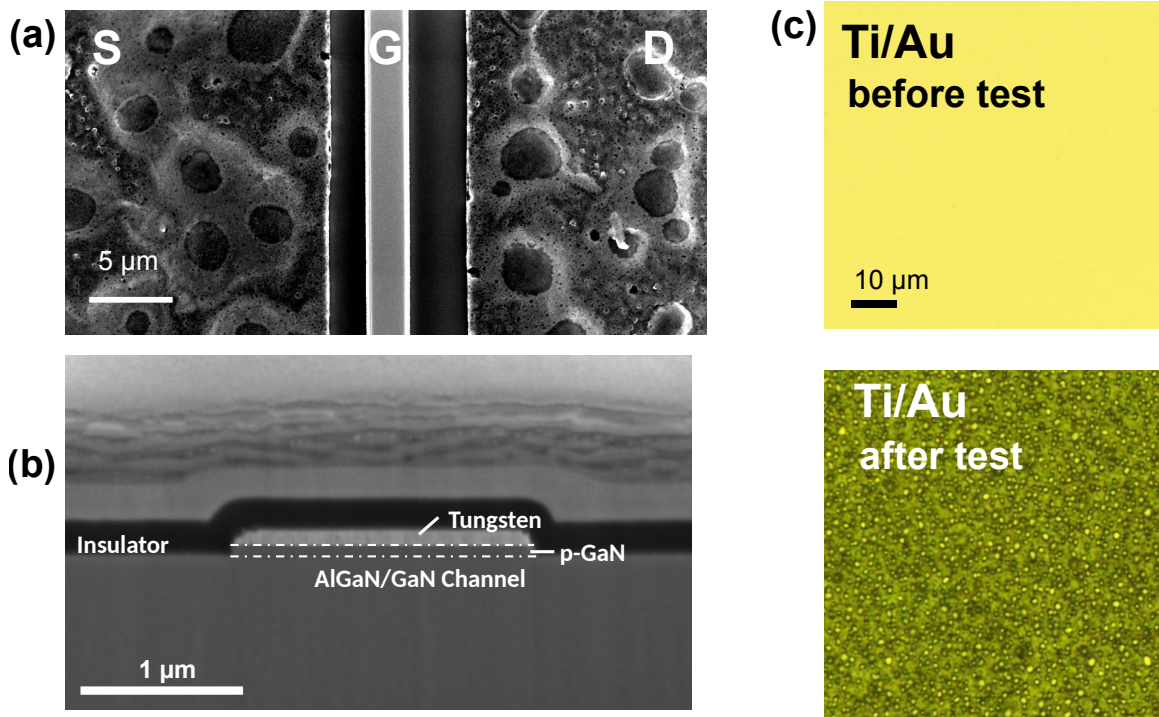 (a)
S
G
D
5 µm
(b)
Tungsten
Insulator
p-GaN
AlGaN/GaN Channel
1 µm
(c)
Ti/Au
before test
10 µm
Ti/Au
after test